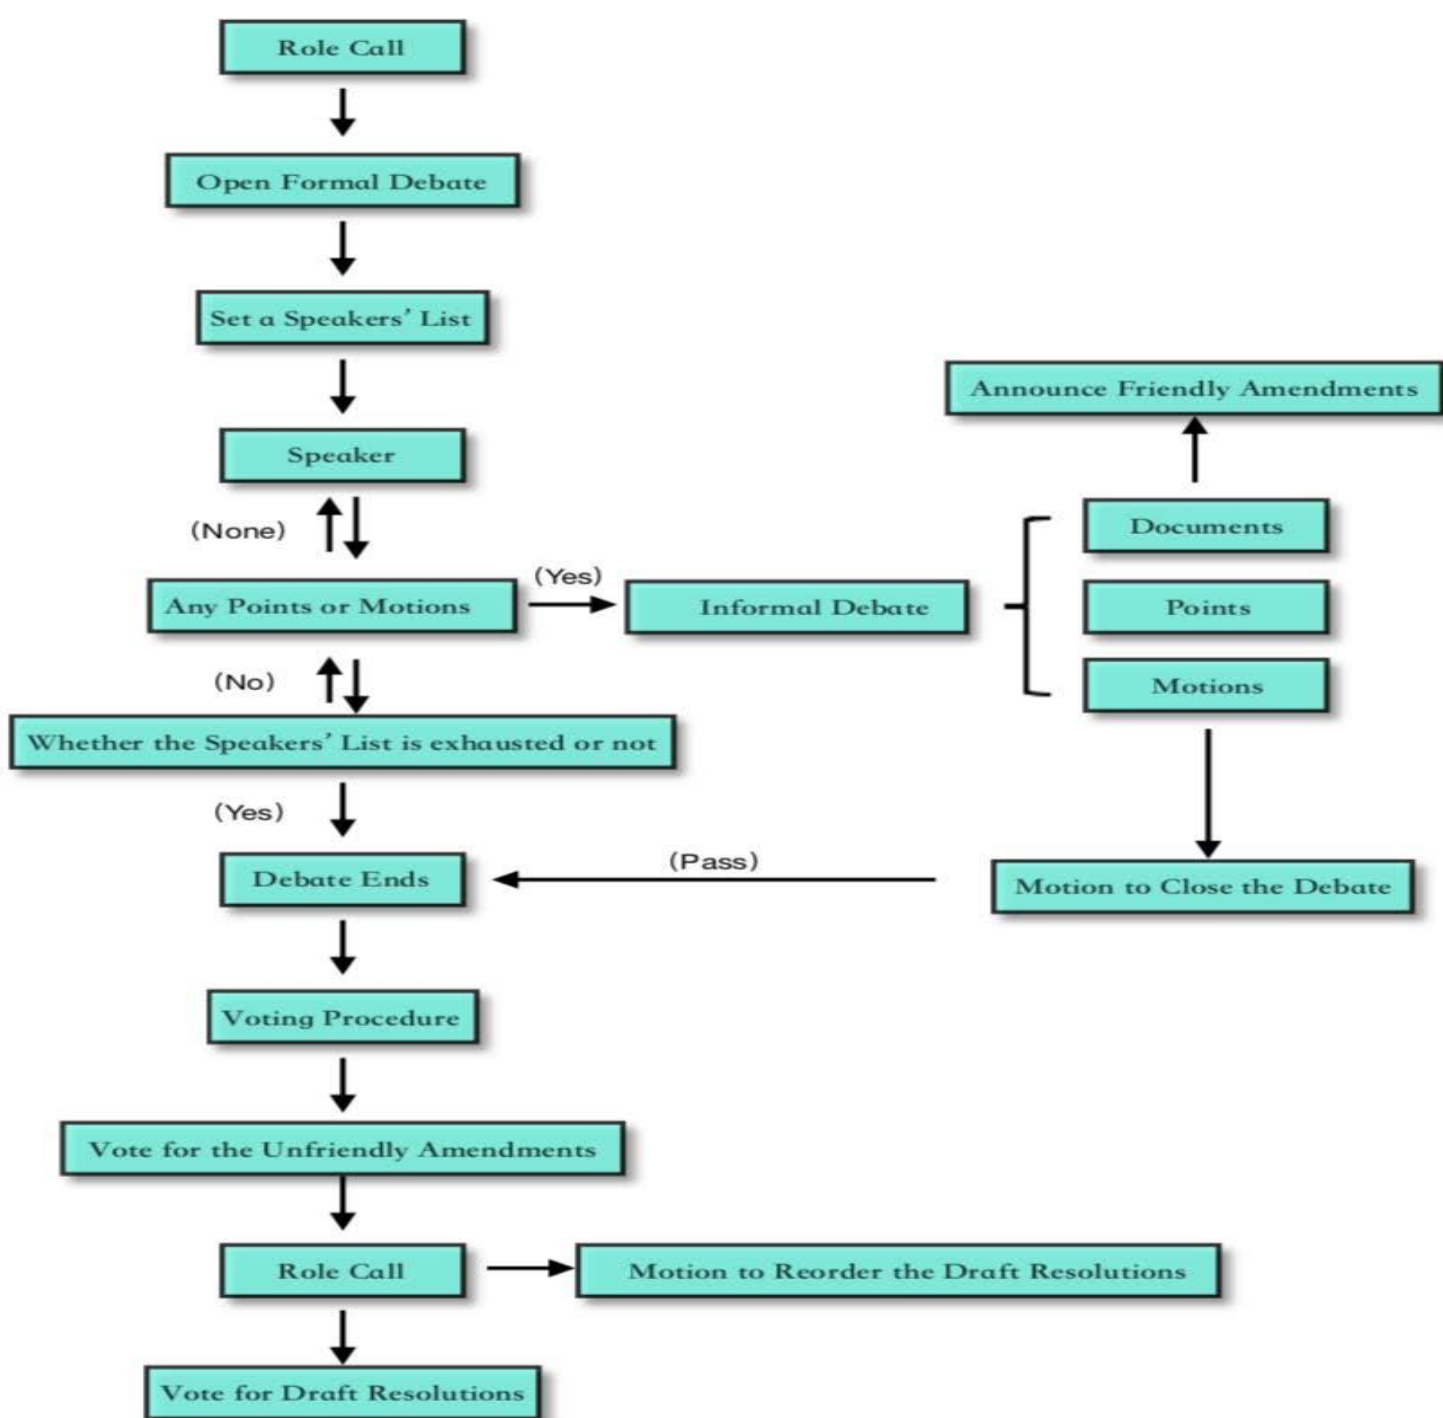 Role Call
Open Formal Debate
Set a Speakers’ List
Speaker
(None)
Any Points or Motions
(Yes)
Informal Debate
Announce Friendly Amendments
Documents
Points
Motions
(No)
Whether the Speakers’ List is exhausted or not
(Yes)
Debate Ends
(Pass)
Motion to Close the Debate
Voting Procedure
Vote for the Unfriendly Amendments
Role Call
Motion to Reorder the Draft Resolutions
Vote for Draft Resolutions